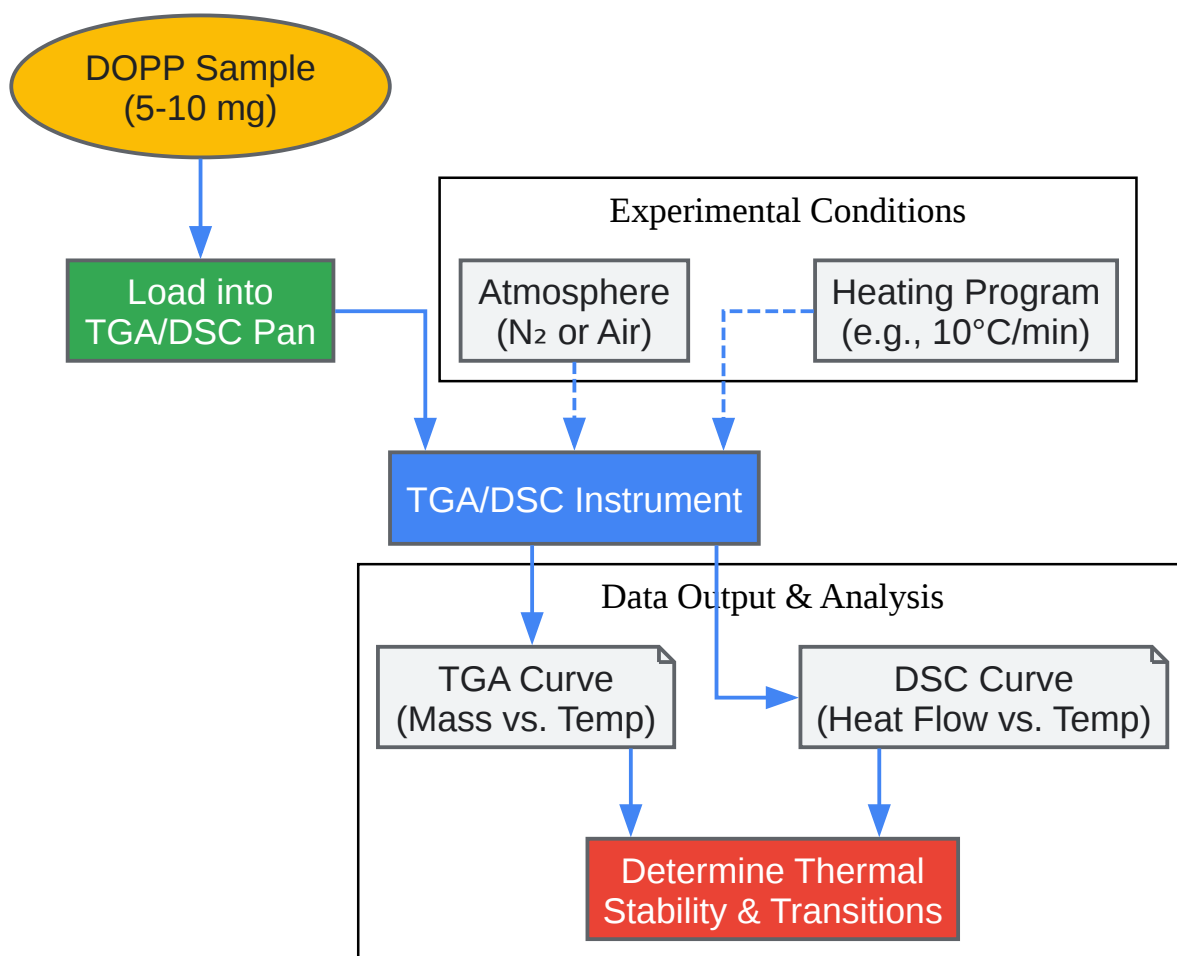 DOPP Sample
(5-10 mg)
Experimental Conditions
Load into
TGA/DSC Pan
Atmosphere
(N₂ or Air)
Heating Program
(e.g., 10°C/min)
TGA/DSC Instrument
Data Output & Analysis
TGA Curve
(Mass vs. Temp)
DSC Curve
(Heat Flow vs. Temp)
Determine Thermal
Stability & Transitions